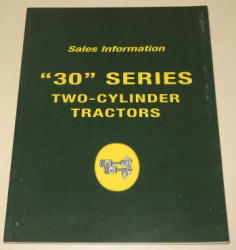 Sales Information
“30” SERIES
TWO-CYLINDER
TRACTORS